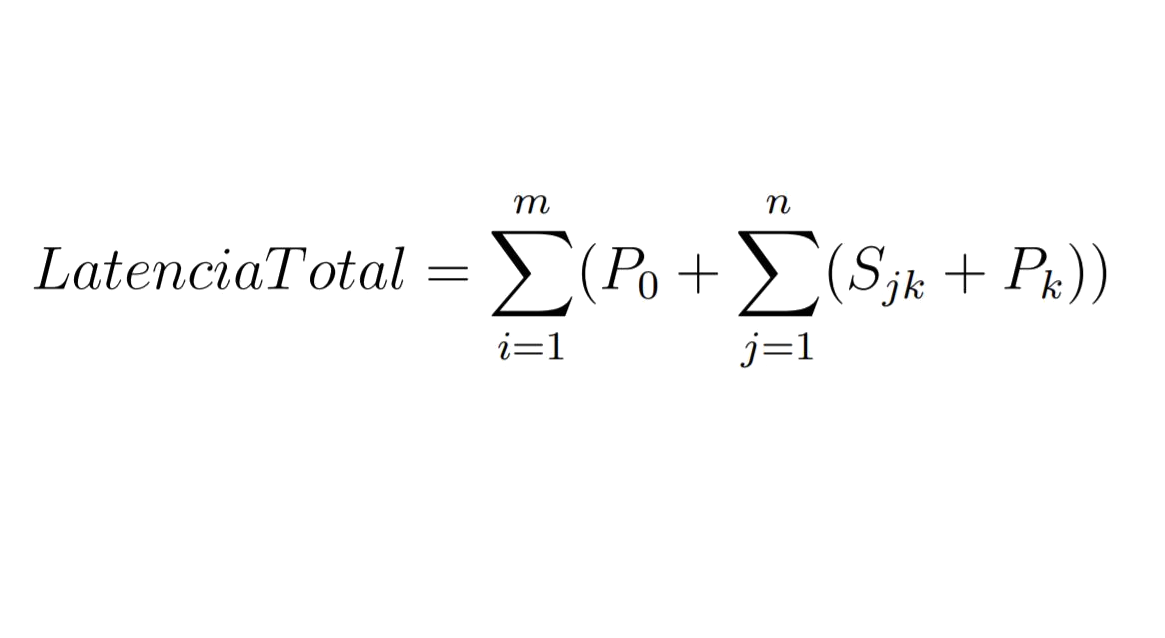 LatenciaTotal = \sum_{i=1}^{m} (P_0 + \sum_{j=1}^{n} (S_{jk} + P_k))